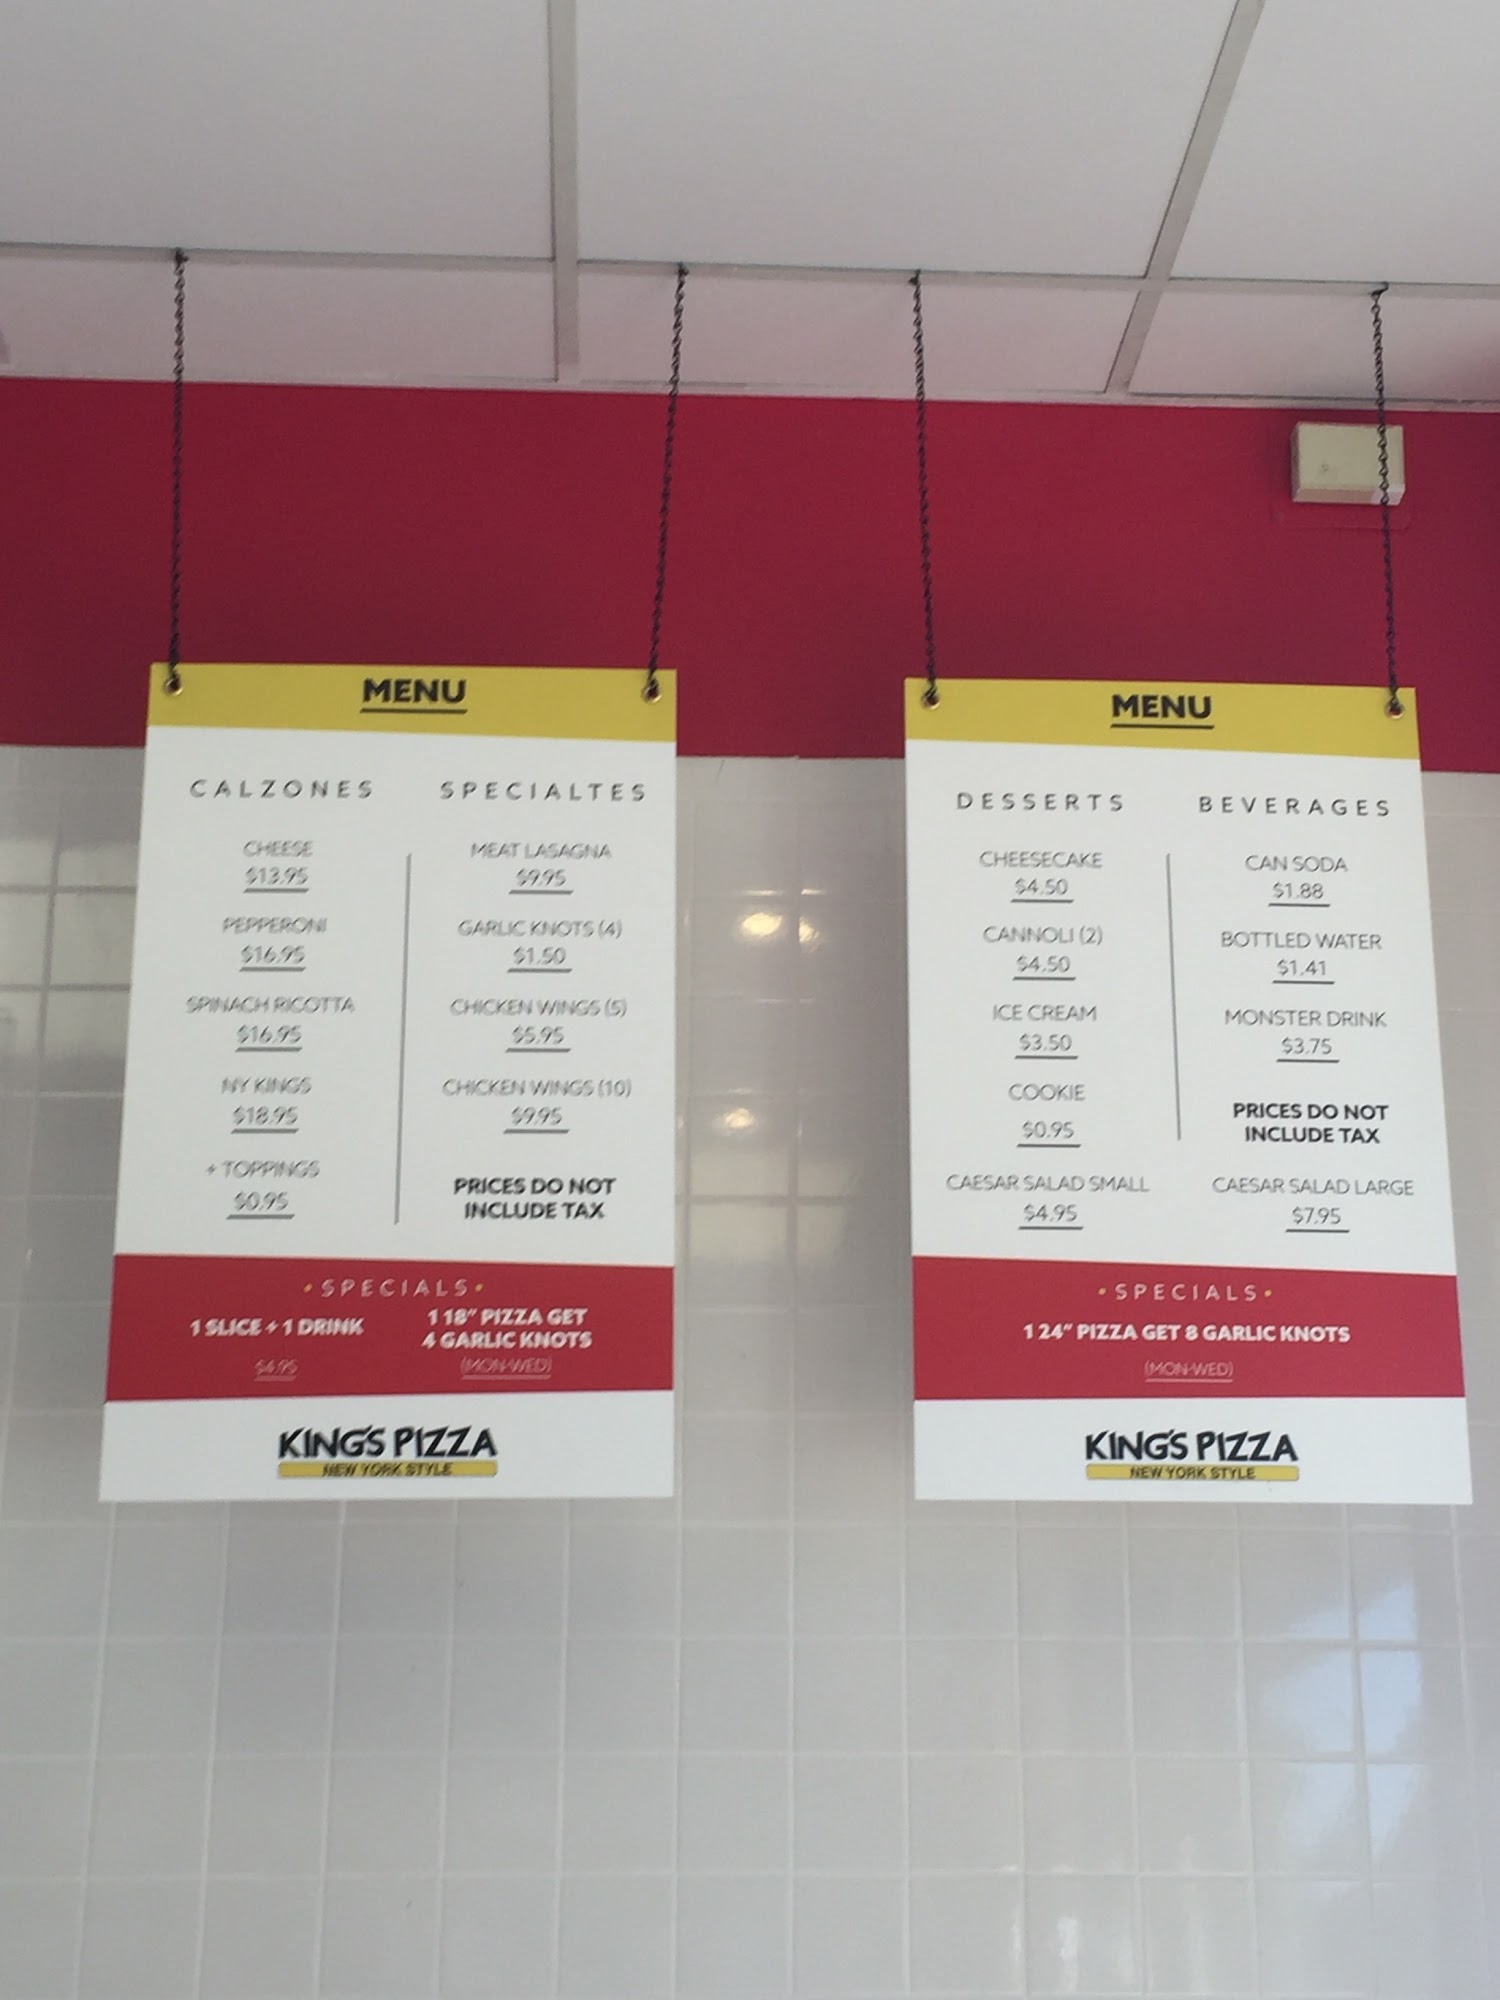 MENU
CALZONES
CHEESE
$13.95
PEPPERONI
$16.95
SPINACH RICOTTA
$16.95
NY KINGS
$18.95
+ TOPPINGS
$0.95
SPECIALTES
MEAT LASAGNA
$9.95
GARLIC KNOTS (4)
$1.50
CHICKEN WINGS (5)
$5.95
CHICKEN WINGS (10)
$9.95
PRICES DO NOT
INCLUDE TAX
•SPECIALS•
1 SLICE + 1 DRINK
1 18" PIZZA GET
4 GARLIC KNOTS
(MON-WED)
KING'S PIZZA
NEW YORK STYLE
MENU
DESSERTS
CHEESECAKE
$4.50
CANNOLI (2)
$4.50
ICE CREAM
$3.50
COOKIE
$0.95
CAESAR SALAD SMALL
$4.95
BEVERAGES
CAN SODA
$1.88
BOTTLED WATER
$1.41
MONSTER DRINK
$3.75
PRICES DO NOT
INCLUDE TAX
CAESAR SALAD LARGE
$7.95
•SPECIALS•
1 24" PIZZA GET 8 GARLIC KNOTS
(MON-WED)
KING'S PIZZA
NEW YORK STYLE